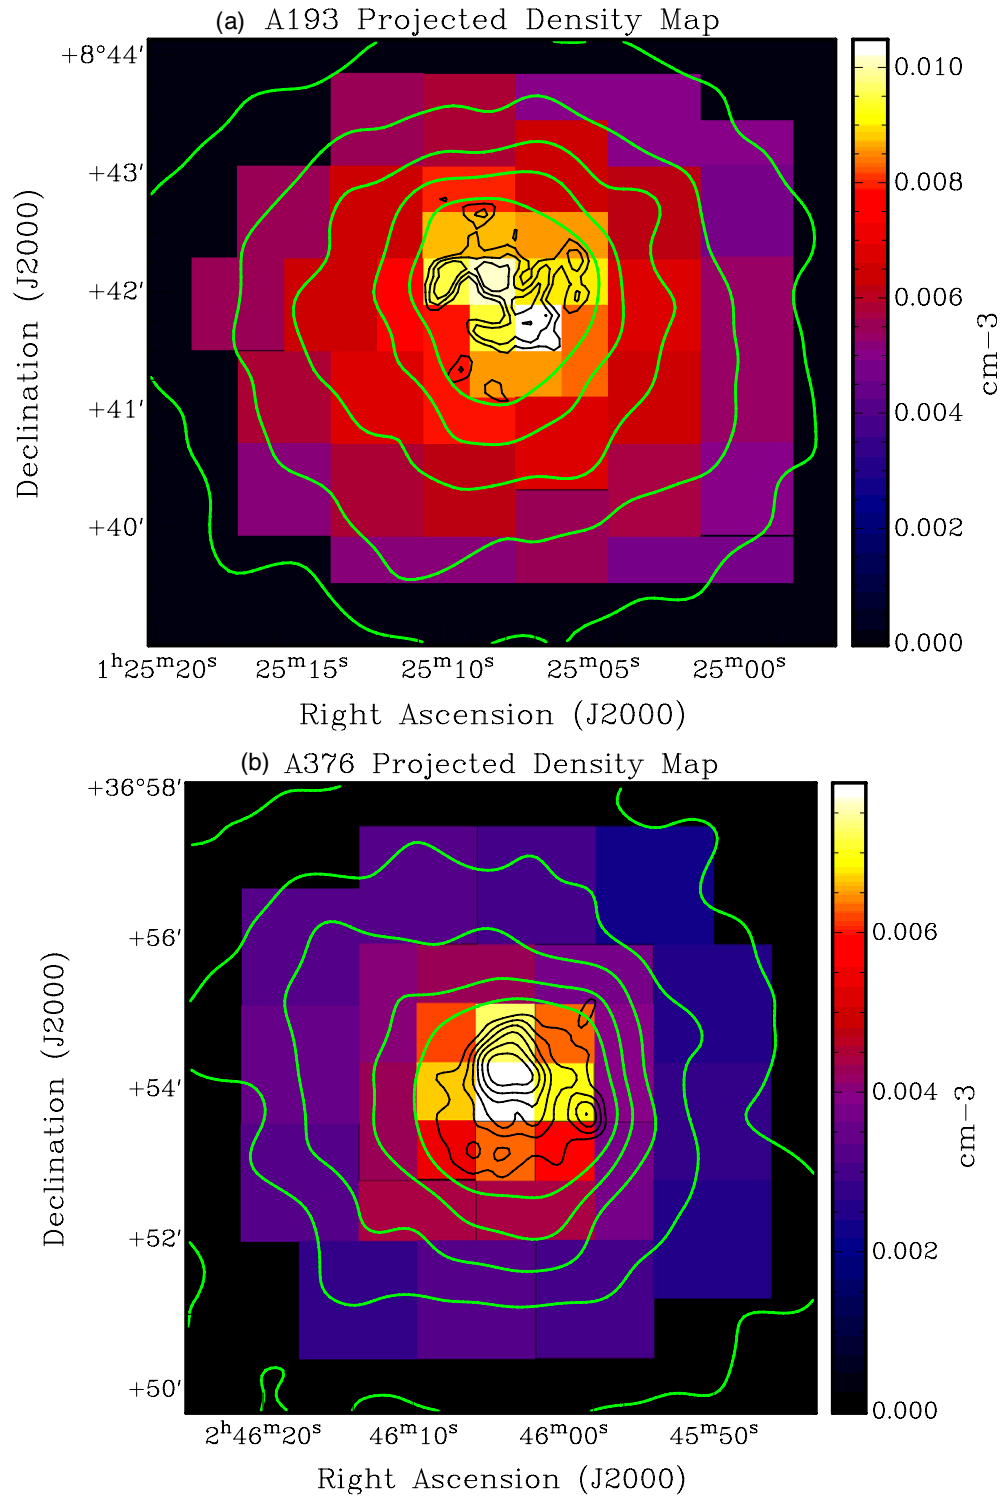 (a) A193 Projected Density Map
+8°44′
+43′
+42′
+41′
+40′
Declination (J2000)
0.010
0.008
0.006
0.004
0.002
0.000
cm−3
1ʰ25ᵐ20ˢ 25ᵐ15ˢ 25ᵐ10ˢ 25ᵐ05ˢ 25ᵐ00ˢ
Right Ascension (J2000)
(b) A376 Projected Density Map
+36°58′
+56′
+54′
+52′
+50′
Declination (J2000)
0.006
0.004
0.002
0.000
cm−3
2ʰ46ᵐ20ˢ 46ᵐ10ˢ 46ᵐ00ˢ 45ᵐ50ˢ
Right Ascension (J2000)